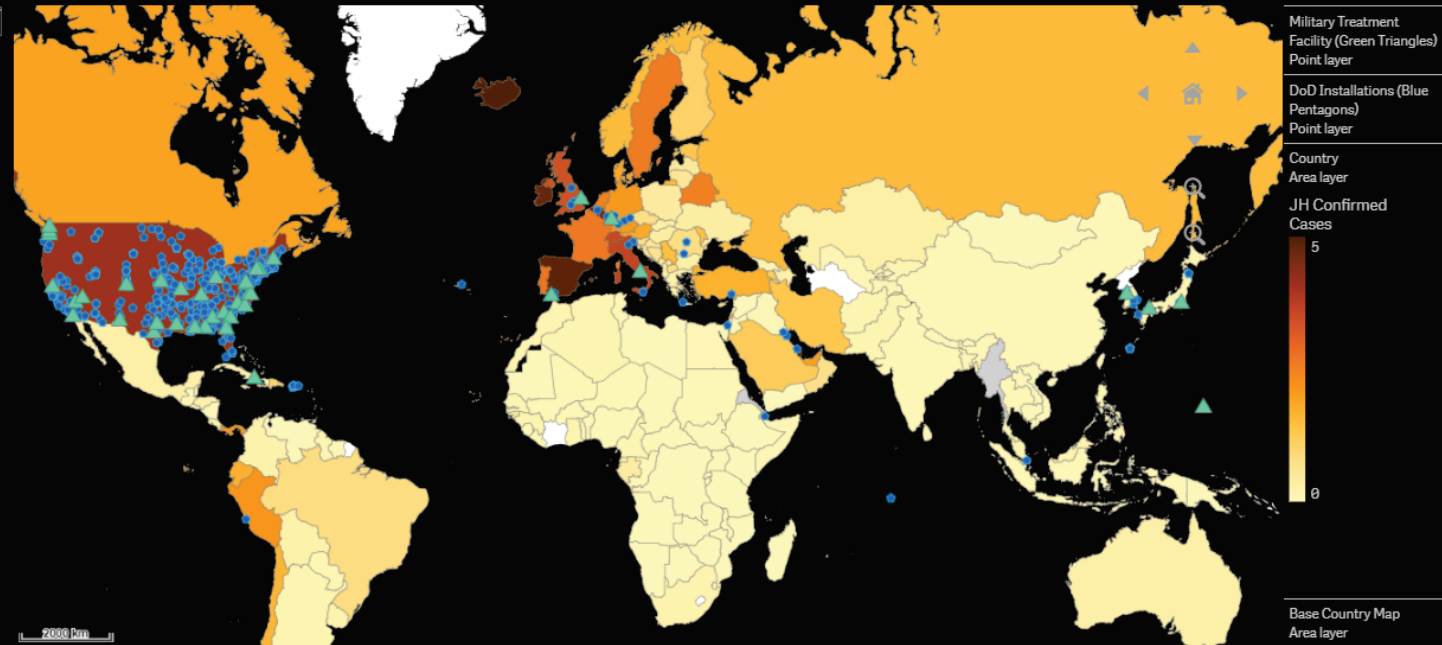 Military Treatment
Facility (Green Triangles)
Point layer
DoD Installations (Blue
Pentagons)
Point layer
Country
Area layer
JH Confirmed
Cases
5
0
2000 km
Base Country Map
Area layer